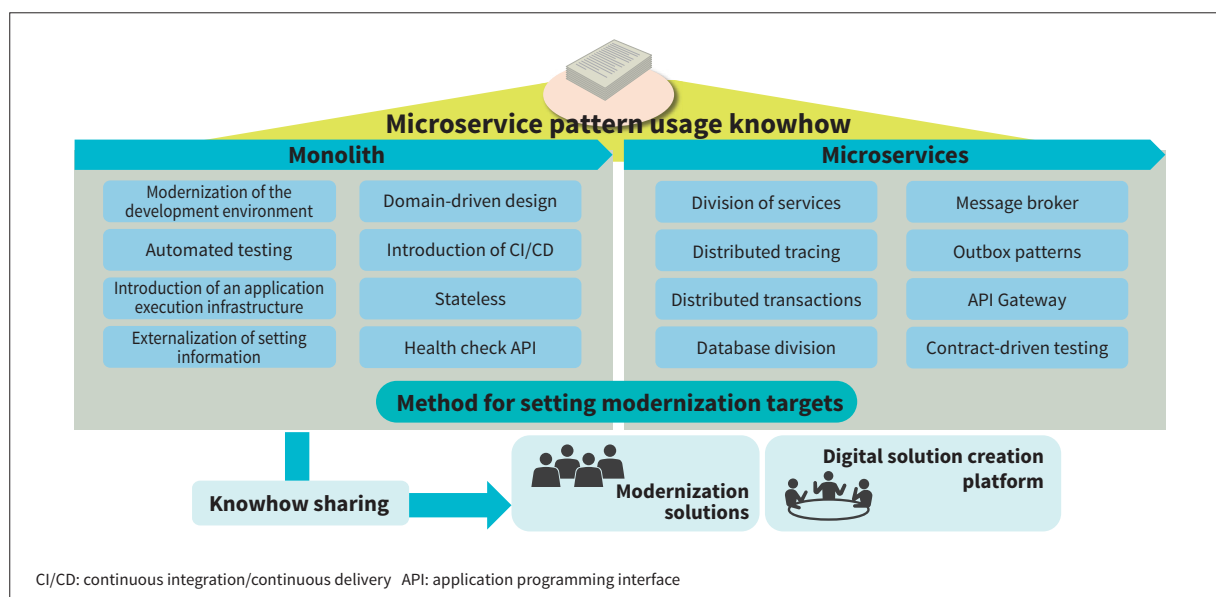 Microservice pattern usage knowhow
Monolith
Modernization of the
development environment
Domain-driven design
Automated testing
Introduction of CI/CD
Introduction of an application
execution infrastructure
Stateless
Externalization of setting
information
Health check API
Microservices
Division of services
Message broker
Distributed tracing
Outbox patterns
Distributed transactions
API Gateway
Database division
Contract-driven testing
Method for setting modernization targets
Knowhow sharing
Modernization
solutions
Digital solution creation
platform
CI/CD: continuous integration/continuous delivery API: application programming interface